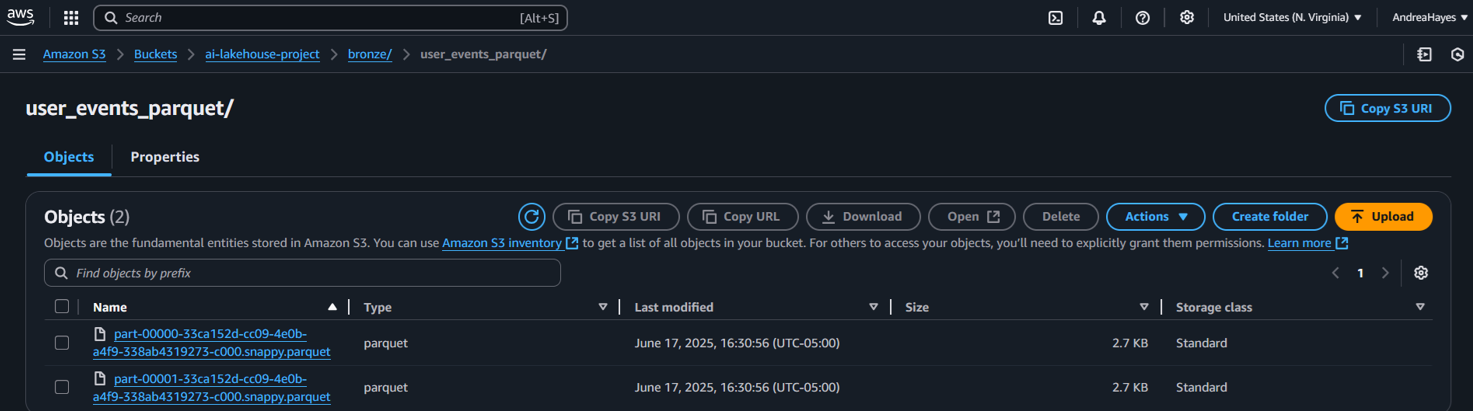 aws
Search [Alt+S]
United States (N. Virginia) ▼ AndreaHayes ▼
Amazon S3 > Buckets > ai-lakehouse-project > bronze/ > user_events_parquet/
user_events_parquet/
Copy S3 URI
Objects Properties
Objects (2)
Copy S3 URI Copy URL Download Open Delete Actions ▼ Create folder Upload
Objects are the fundamental entities stored in Amazon S3. You can use Amazon S3 inventory to get a list of all objects in your bucket. For others to access your objects, you'll need to explicitly grant them permissions. Learn more
Find objects by prefix
< 1 >
Name Type Last modified Size Storage class
part-00000-33ca152d-cc09-4e0b-
a4f9-338ab4319273-c000.snappy.parquet
parquet June 17, 2025, 16:30:56 (UTC-05:00) 2.7 KB Standard
part-00001-33ca152d-cc09-4e0b-
a4f9-338ab4319273-c000.snappy.parquet
parquet June 17, 2025, 16:30:56 (UTC-05:00) 2.7 KB Standard